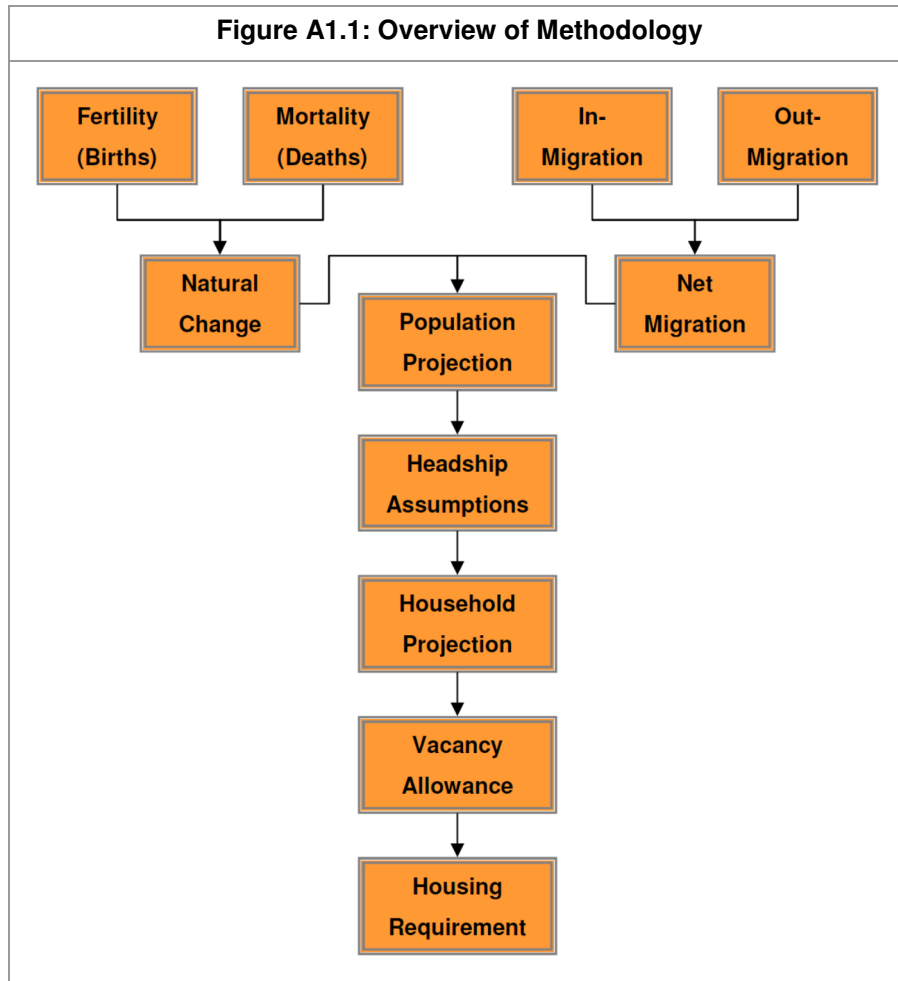 Figure A1.1: Overview of Methodology
Fertility
(Births)
Mortality
(Deaths)
In-
Migration
Out-
Migration
Natural
Change
Net
Migration
Population
Projection
Headship
Assumptions
Household
Projection
Vacancy
Allowance
Housing
Requirement